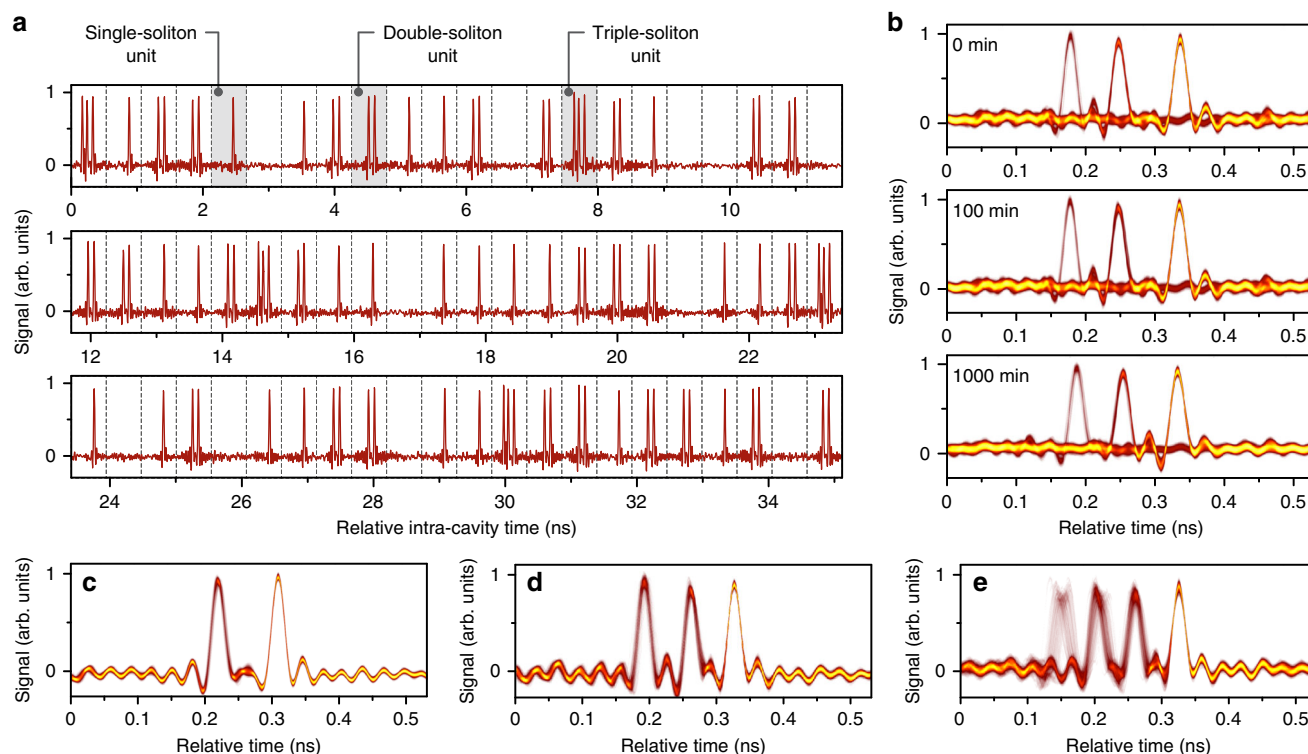 a
Single-soliton
unit
Double-soliton
unit
Triple-soliton
unit
1
0
0 2 4 6 8 10
1
0
12 14 16 18 20 22
1
0
24 26 28 30 32 34
Signal (arb. units)
Relative intra-cavity time (ns)
b
0 min
1
0
0 0.1 0.2 0.3 0.4 0.5
100 min
1
0
0 0.1 0.2 0.3 0.4 0.5
1000 min
1
0
0 0.1 0.2 0.3 0.4 0.5
Signal (arb. units)
Relative time (ns)
c
1
0
0 0.1 0.2 0.3 0.4 0.5
Signal (arb. units)
Relative time (ns)
d
1
0
0 0.1 0.2 0.3 0.4 0.5
Signal (arb. units)
Relative time (ns)
e
1
0
0 0.1 0.2 0.3 0.4 0.5
Signal (arb. units)
Relative time (ns)